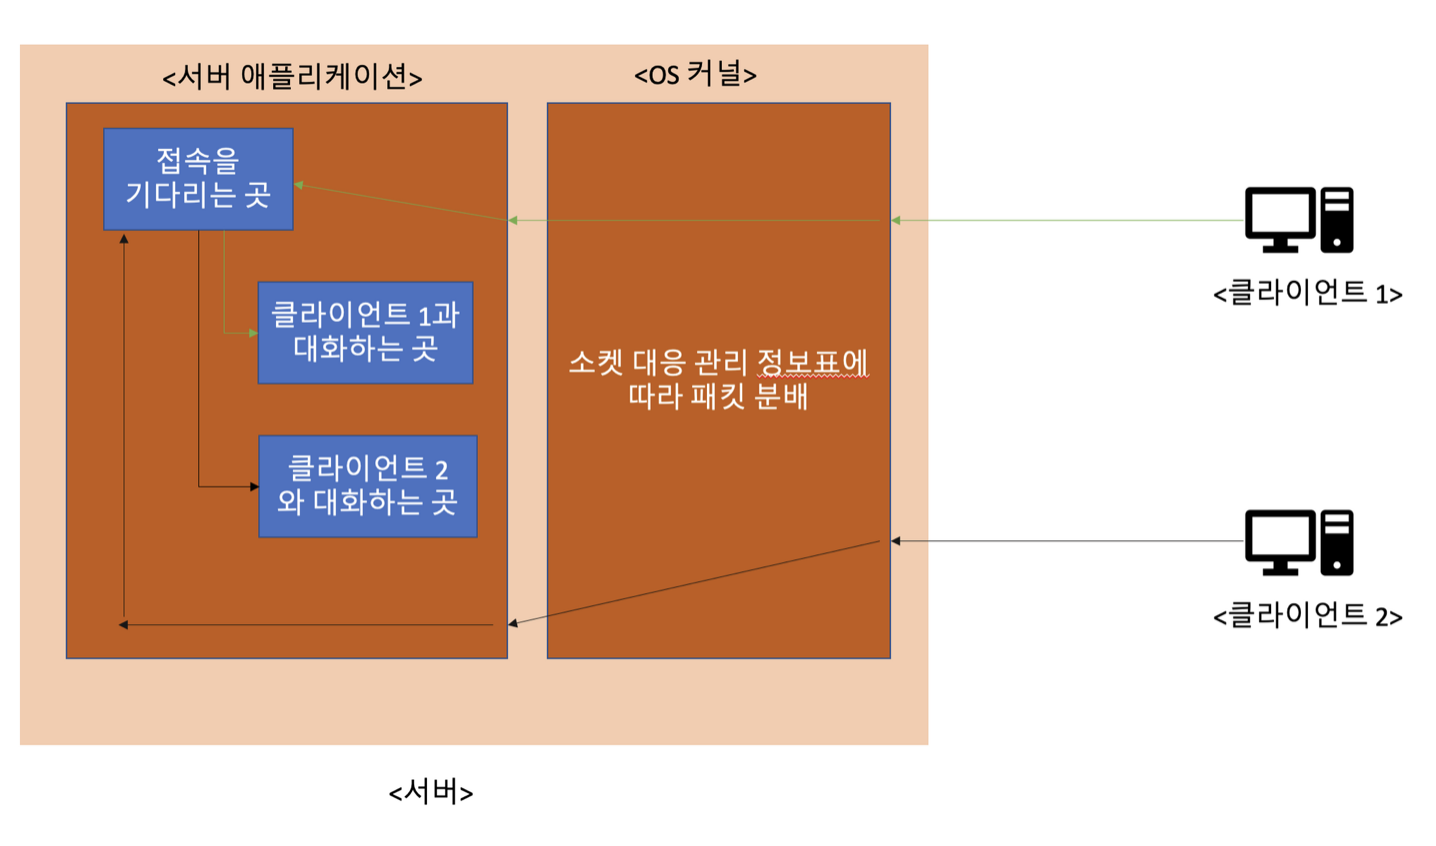 <서버 애플리케이션>
<OS 커널>
접속을
기다리는 곳
클라이언트 1과
대화하는 곳
클라이언트 2
와 대화하는 곳
소켓 대응 관리 정보표에
따라 패킷 분배
<클라이언트 1>
<클라이언트 2>
<서버>